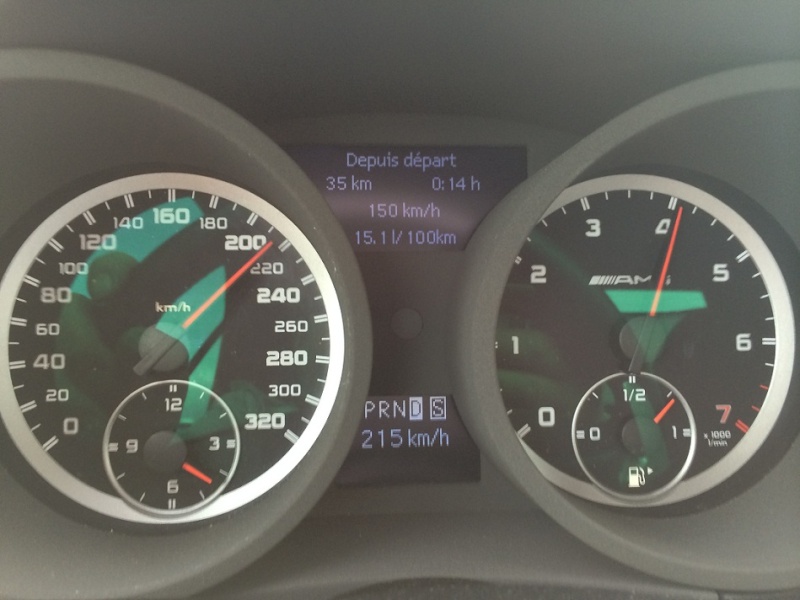 Depuis départ
35 km 0:14 h
150 km/h
15.1 l/100km
0 20 40 60 80 100 120 140 160 180 200 220 240 260 280 300 320
km/h
12 3 6 9
PRND S
215 km/h
0 1 2 3 4 5 6 7
AMG
x 1000
1/min
0 1/2 1